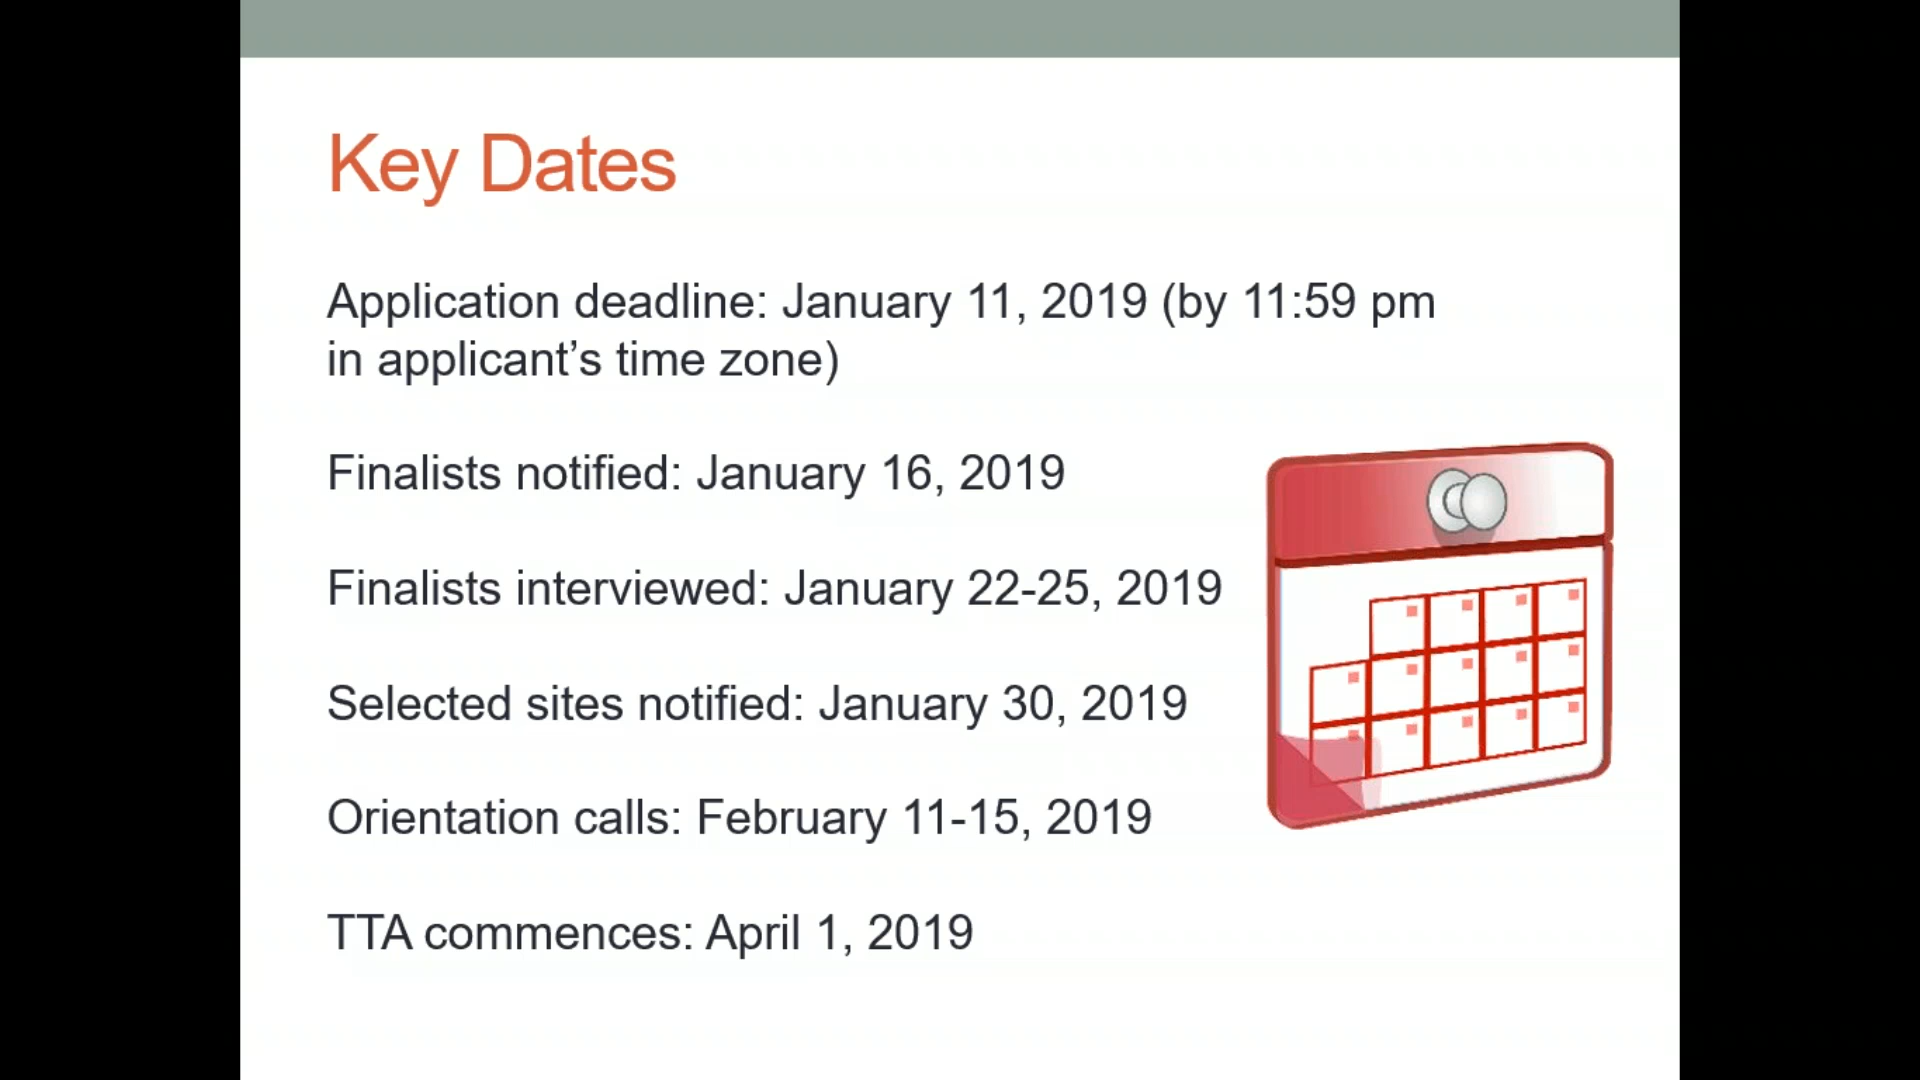 Key Dates
Application deadline: January 11, 2019 (by 11:59 pm
in applicant’s time zone)
Finalists notified: January 16, 2019
Finalists interviewed: January 22-25, 2019
Selected sites notified: January 30, 2019
Orientation calls: February 11-15, 2019
TTA commences: April 1, 2019